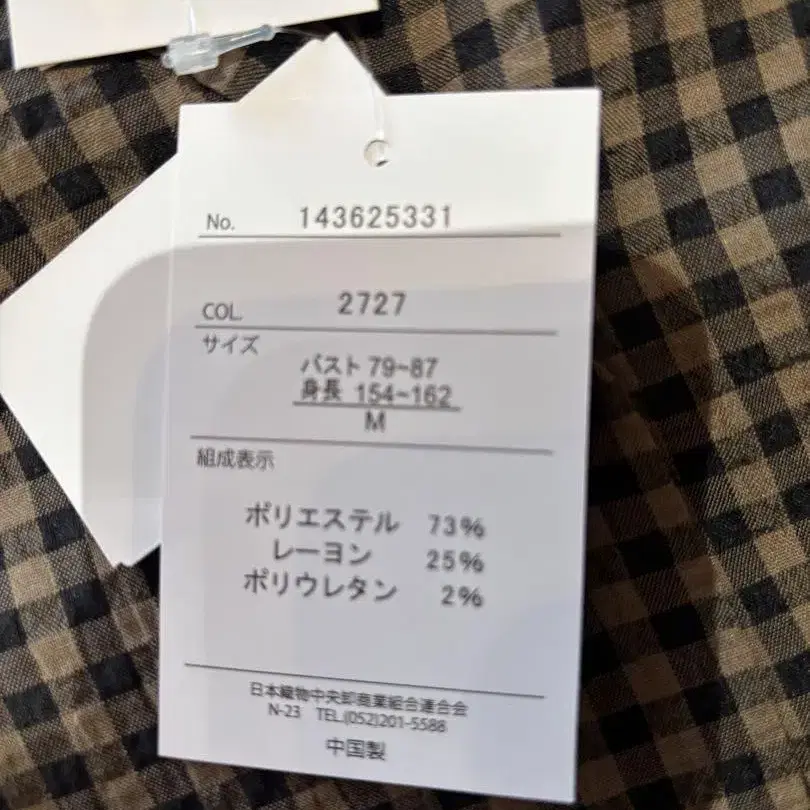 No. 143625331
COL. 2727
サイズ
バスト 79~87
身長 154~162
M
組成表示
ポリエステル 73%
レーヨン 25%
ポリウレタン 2%
日本織物中央卸商業組合連合会
N-23 TEL.(052)201-5588
中国製